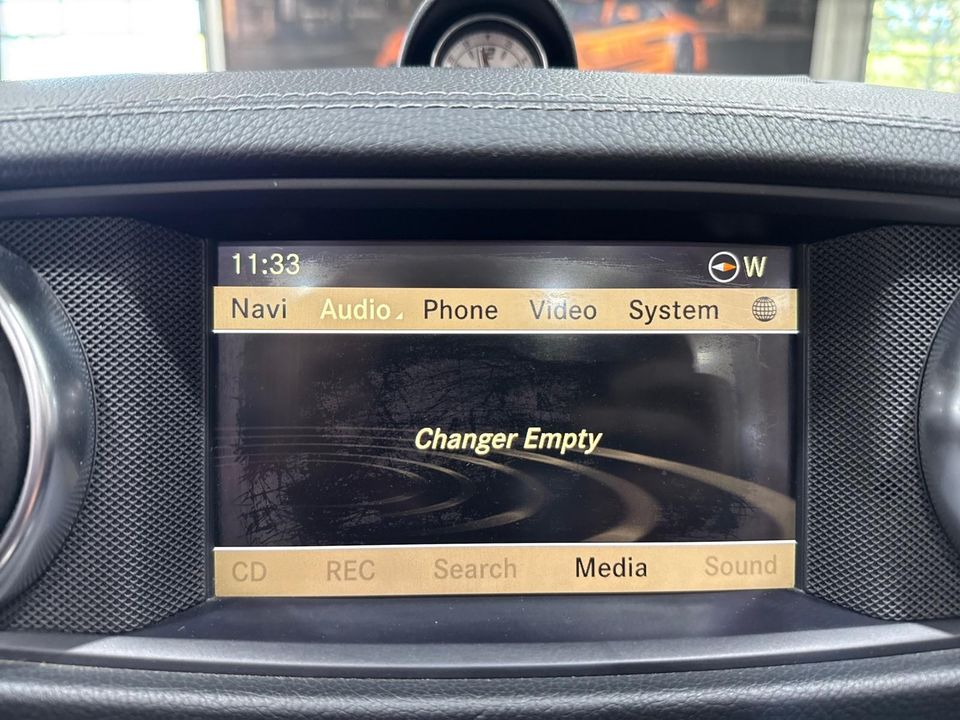 11:33 W
Navi Audio Phone Video System
Changer Empty
CD REC Search Media Sound